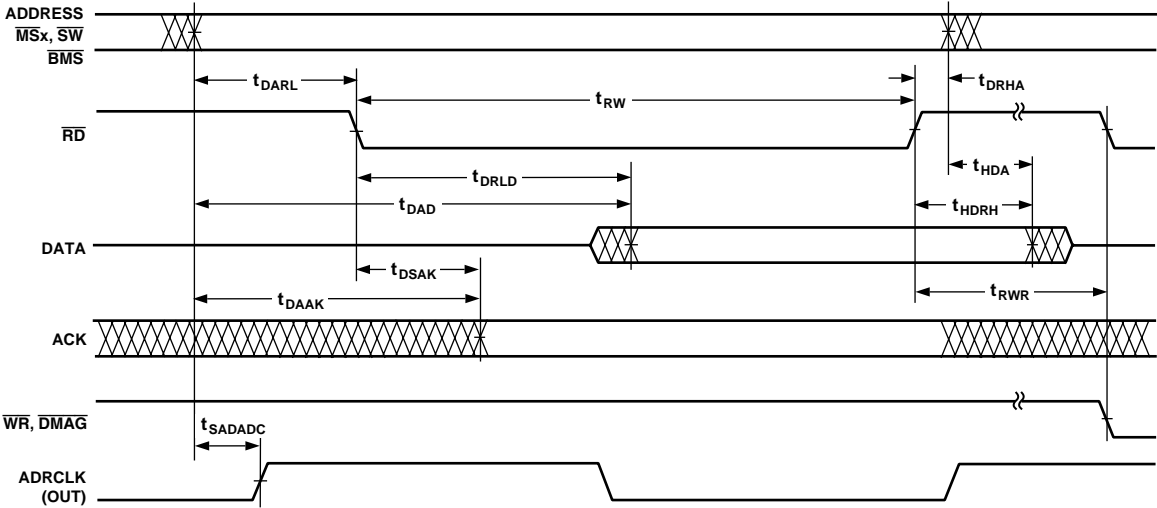 ADDRESS
MSx, SW
BMS
tDARL
tDRHA
tRW
RD
tHDA
tDRLD
tDAD
tHDRH
DATA
tDSAK
tDAAK
tRWR
ACK
WR, DMAG
tSADADC
ADRCLK
(OUT)